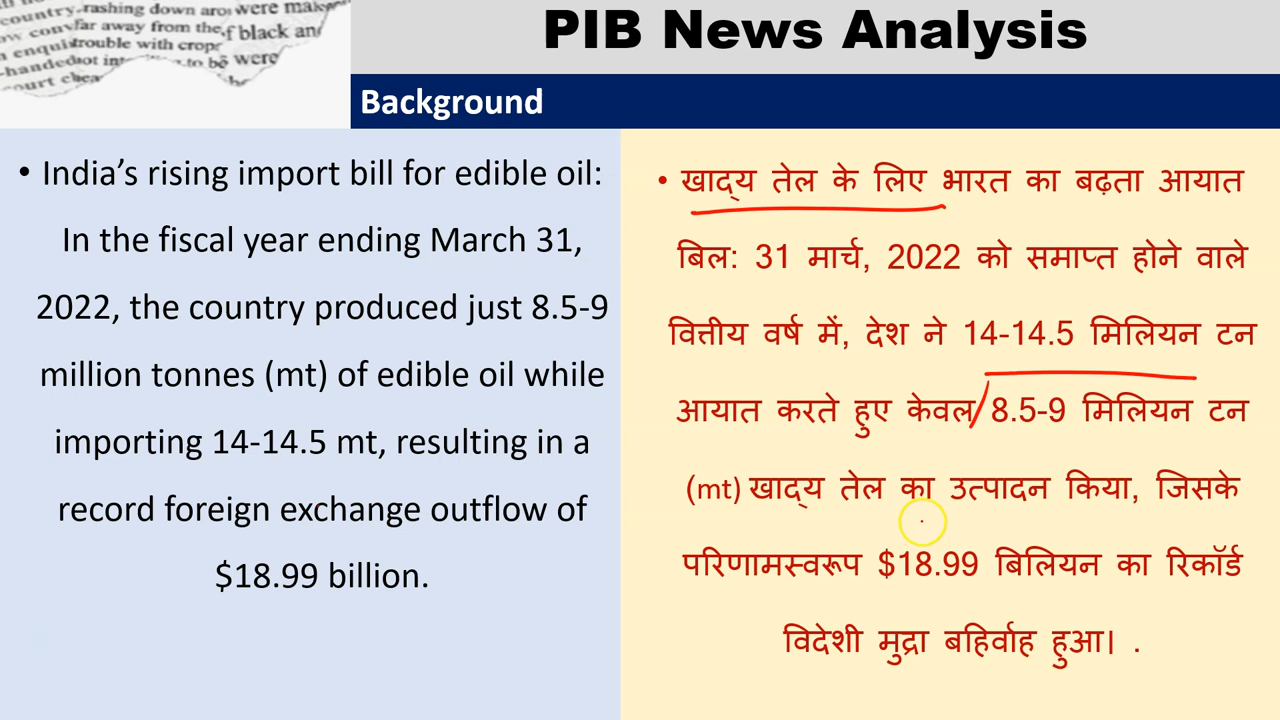 PIB News Analysis
Background
• India’s rising import bill for edible oil:
In the fiscal year ending March 31,
2022, the country produced just 8.5-9
million tonnes (mt) of edible oil while
importing 14-14.5 mt, resulting in a
record foreign exchange outflow of
$18.99 billion.
• खाद्य तेल के लिए भारत का बढ़ता आयात
बिल: 31 मार्च, 2022 को समाप्त होने वाले
वित्तीय वर्ष में, देश ने 14-14.5 मिलियन टन
आयात करते हुए केवल 8.5-9 मिलियन टन
(mt) खाद्य तेल का उत्पादन किया, जिसके
परिणामस्वरूप $18.99 बिलियन का रिकॉर्ड
विदेशी मुद्रा बहिर्वाह हुआ। .